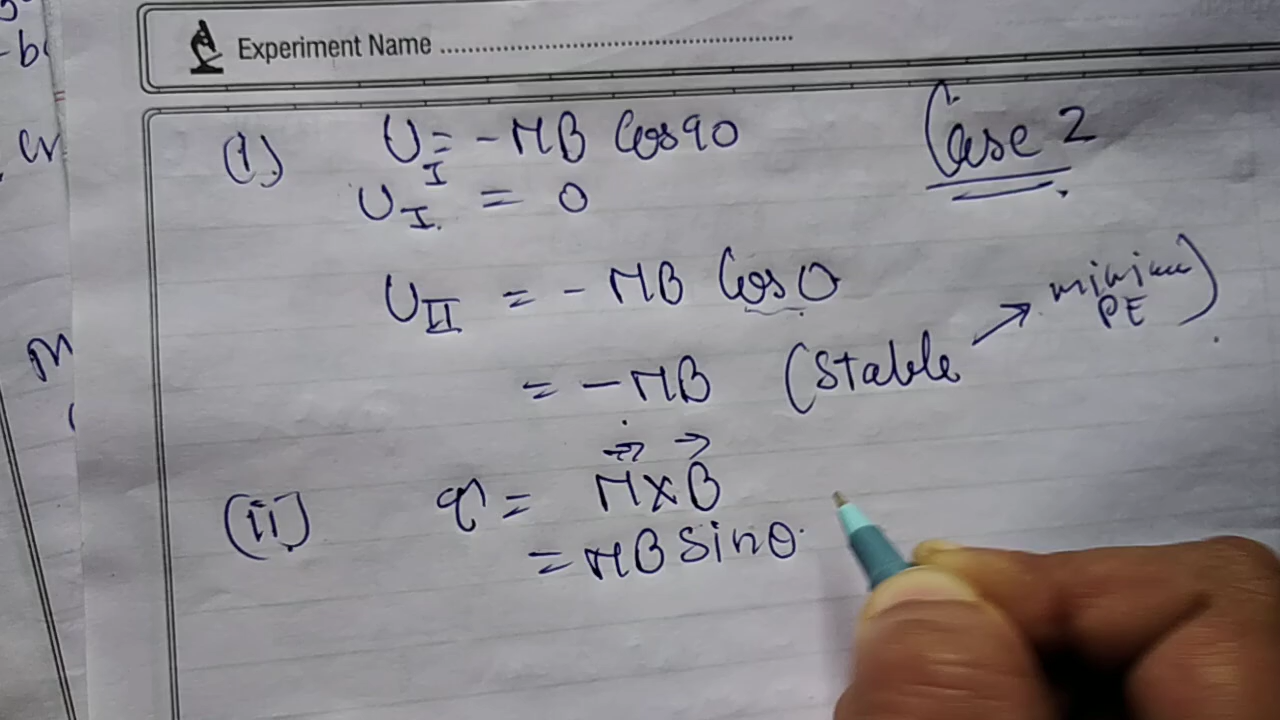 Experiment Name ..........................................................
Case 2
(i) U_I = -MB Cos90
U_I = 0
U_II = - MB Cos0
= - MB (Stable → minimum PE)
(ii) τ = M⃗ × B⃗
= MB sinθ